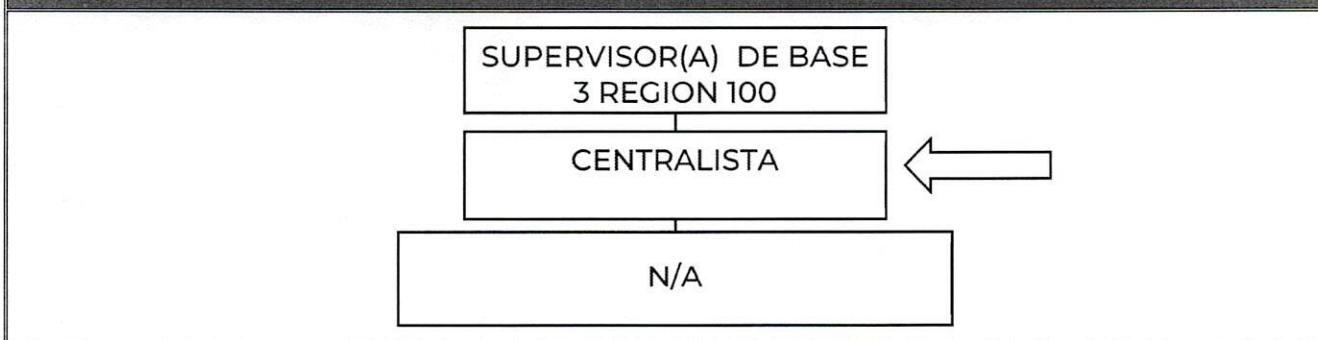 SUPERVISOR(A) DE BASE
3 REGION 100
CENTRALISTA
N/A